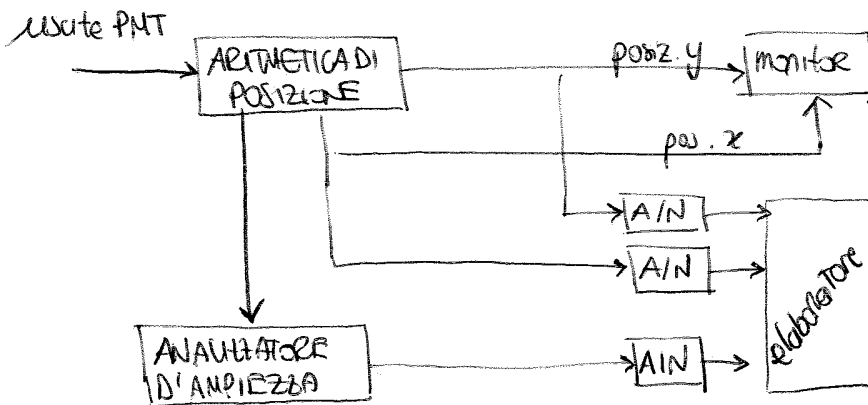 uscite PMT
ARITMETICA DI
POSIZIONE
posiz. y
monitor
pos. x
A/N
A/N
elaboratore
ANALIZZATORE
D'AMPIEZZA
A/N